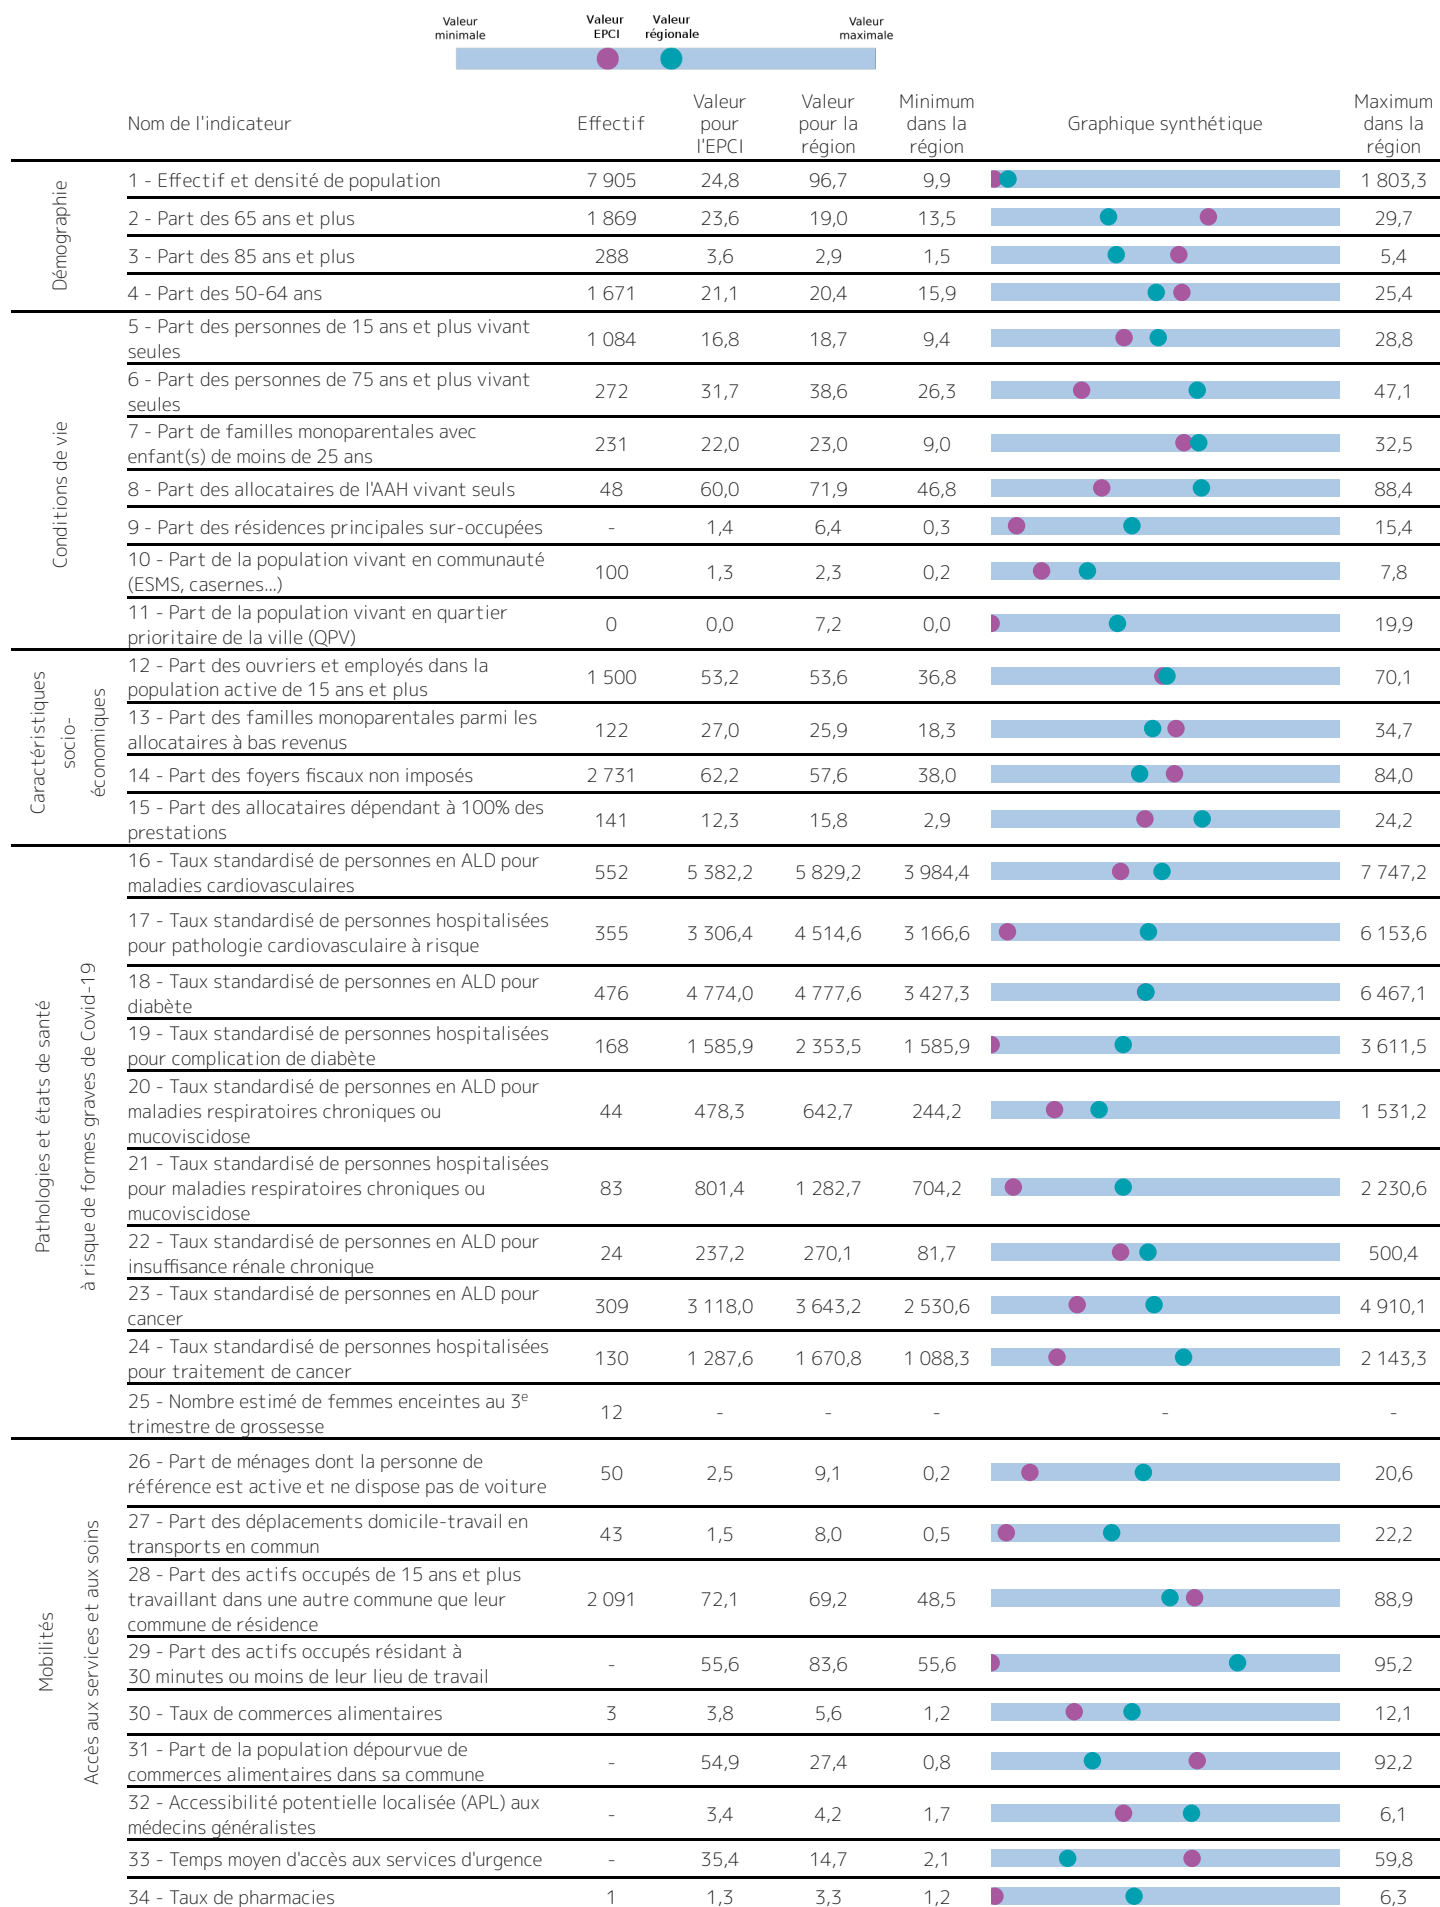 Valeur minimale
Valeur EPCI
Valeur régionale
Valeur maximale
Nom de l'indicateur Effectif Valeur pour l'EPCI Valeur pour la région Minimum dans la région Graphique synthétique Maximum dans la région
Démographie
1 - Effectif et densité de population 7 905 24,8 96,7 9,9 1 803,3
2 - Part des 65 ans et plus 1 869 23,6 19,0 13,5 29,7
3 - Part des 85 ans et plus 288 3,6 2,9 1,5 5,4
4 - Part des 50-64 ans 1 671 21,1 20,4 15,9 25,4
Conditions de vie
5 - Part des personnes de 15 ans et plus vivant
seules 1 084 16,8 18,7 9,4 28,8
6 - Part des personnes de 75 ans et plus vivant
seules 272 31,7 38,6 26,3 47,1
7 - Part de familles monoparentales avec
enfant(s) de moins de 25 ans 231 22,0 23,0 9,0 32,5
8 - Part des allocataires de l'AAH vivant seuls 48 60,0 71,9 46,8 88,4
9 - Part des résidences principales sur-occupées - 1,4 6,4 0,3 15,4
10 - Part de la population vivant en communauté
(ESMS, casernes...) 100 1,3 2,3 0,2 7,8
11 - Part de la population vivant en quartier
prioritaire de la ville (QPV) 0 0,0 7,2 0,0 19,9
Caractéristiques
socio-
économiques
12 - Part des ouvriers et employés dans la
population active de 15 ans et plus 1 500 53,2 53,6 36,8 70,1
13 - Part des familles monoparentales parmi les
allocataires à bas revenus 122 27,0 25,9 18,3 34,7
14 - Part des foyers fiscaux non imposés 2 731 62,2 57,6 38,0 84,0
15 - Part des allocataires dépendant à 100% des
prestations 141 12,3 15,8 2,9 24,2
Pathologies et états de santé
à risque de formes graves de Covid-19
16 - Taux standardisé de personnes en ALD pour
maladies cardiovasculaires 552 5 382,2 5 829,2 3 984,4 7 747,2
17 - Taux standardisé de personnes hospitalisées
pour pathologie cardiovasculaire à risque 355 3 306,4 4 514,6 3 166,6 6 153,6
18 - Taux standardisé de personnes en ALD pour
diabète 476 4 774,0 4 777,6 3 427,3 6 467,1
19 - Taux standardisé de personnes hospitalisées
pour complication de diabète 168 1 585,9 2 353,5 1 585,9 3 611,5
20 - Taux standardisé de personnes en ALD pour
maladies respiratoires chroniques ou
mucoviscidose 44 478,3 642,7 244,2 1 531,2
21 - Taux standardisé de personnes hospitalisées
pour maladies respiratoires chroniques ou
mucoviscidose 83 801,4 1 282,7 704,2 2 230,6
22 - Taux standardisé de personnes en ALD pour
insuffisance rénale chronique 24 237,2 270,1 81,7 500,4
23 - Taux standardisé de personnes en ALD pour
cancer 309 3 118,0 3 643,2 2 530,6 4 910,1
24 - Taux standardisé de personnes hospitalisées
pour traitement de cancer 130 1 287,6 1 670,8 1 088,3 2 143,3
25 - Nombre estimé de femmes enceintes au 3e
trimestre de grossesse 12 - - - - -
Mobilités
Accès aux services et aux soins
26 - Part de ménages dont la personne de
référence est active et ne dispose pas de voiture 50 2,5 9,1 0,2 20,6
27 - Part des déplacements domicile-travail en
transports en commun 43 1,5 8,0 0,5 22,2
28 - Part des actifs occupés de 15 ans et plus
travaillant dans une autre commune que leur
commune de résidence 2 091 72,1 69,2 48,5 88,9
29 - Part des actifs occupés résidant à
30 minutes ou moins de leur lieu de travail - 55,6 83,6 55,6 95,2
30 - Taux de commerces alimentaires 3 3,8 5,6 1,2 12,1
31 - Part de la population dépourvue de
commerces alimentaires dans sa commune - 54,9 27,4 0,8 92,2
32 - Accessibilité potentielle localisée (APL) aux
médecins généralistes - 3,4 4,2 1,7 6,1
33 - Temps moyen d'accès aux services d'urgence - 35,4 14,7 2,1 59,8
34 - Taux de pharmacies 1 1,3 3,3 1,2 6,3